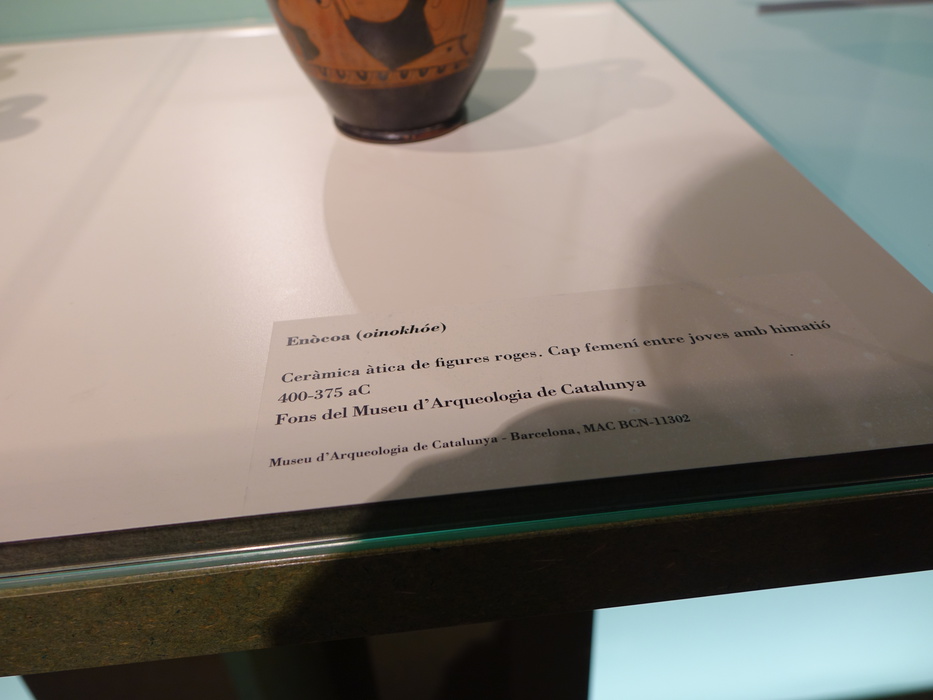 Enòcoa (oinokhóe)
Ceràmica àtica de figures roges. Cap femení entre joves amb himatió
400-375 aC
Fons del Museu d'Arqueologia de Catalunya
Museu d'Arqueologia de Catalunya - Barcelona, MAC BCN-11302